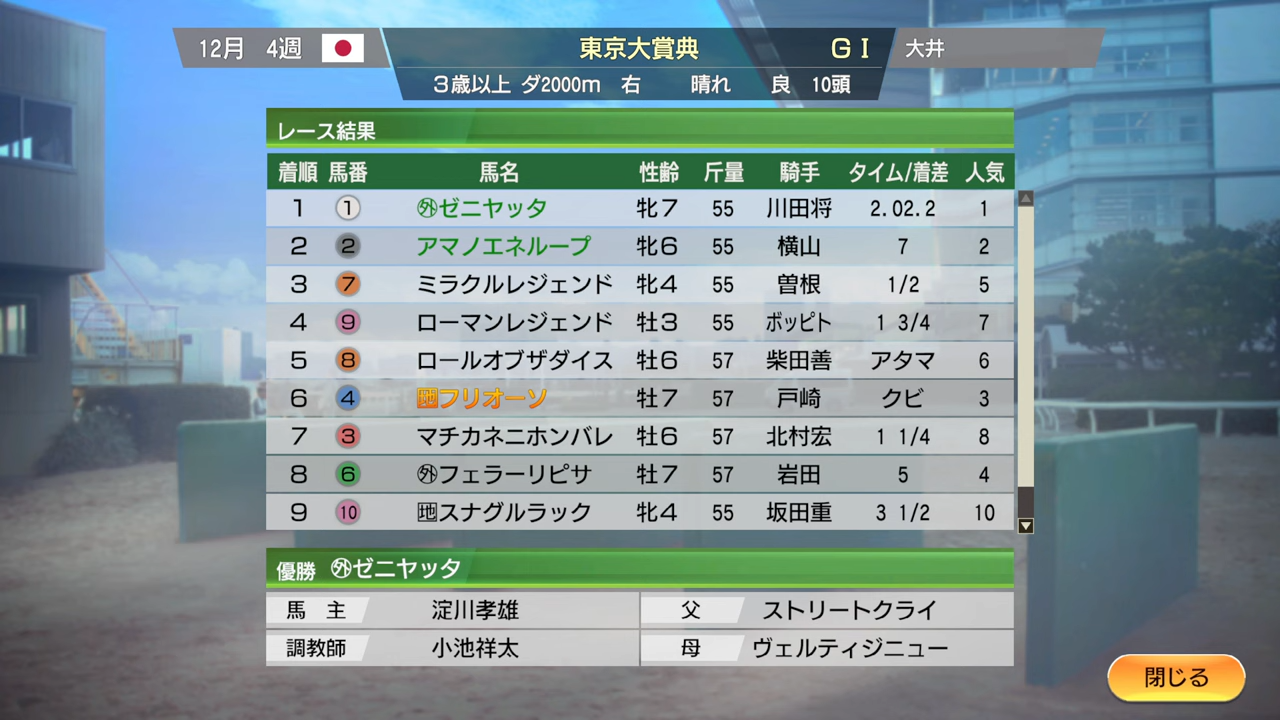 12月 4週 東京大賞典 GⅠ 大井
3歳以上 ダ2000m 右 晴れ 良 10頭
レース結果
着順 馬番 馬名 性齢 斤量 騎手 タイム/着差 人気
1 1 外ゼニヤッタ 牝7 55 川田将 2.02.2 1
2 2 アマノエネループ 牝6 55 横山 7 2
3 7 ミラクルレジェンド 牝4 55 曽根 1/2 5
4 9 ローマンレジェンド 牡3 55 ボッピト 1 3/4 7
5 8 ロールオブザダイス 牡6 57 柴田善 アタマ 6
6 4 地フリオーソ 牡7 57 戸崎 クビ 3
7 3 マチカネニホンバレ 牡6 57 北村宏 1 1/4 8
8 6 外フェラーリピサ 牡7 57 岩田 5 4
9 10 地スナグルラック 牝4 55 坂田重 3 1/2 10
優勝 外ゼニヤッタ
馬主 淀川孝雄 父 ストリートクライ
調教師 小池祥太 母 ヴェルティジニュー
閉じる